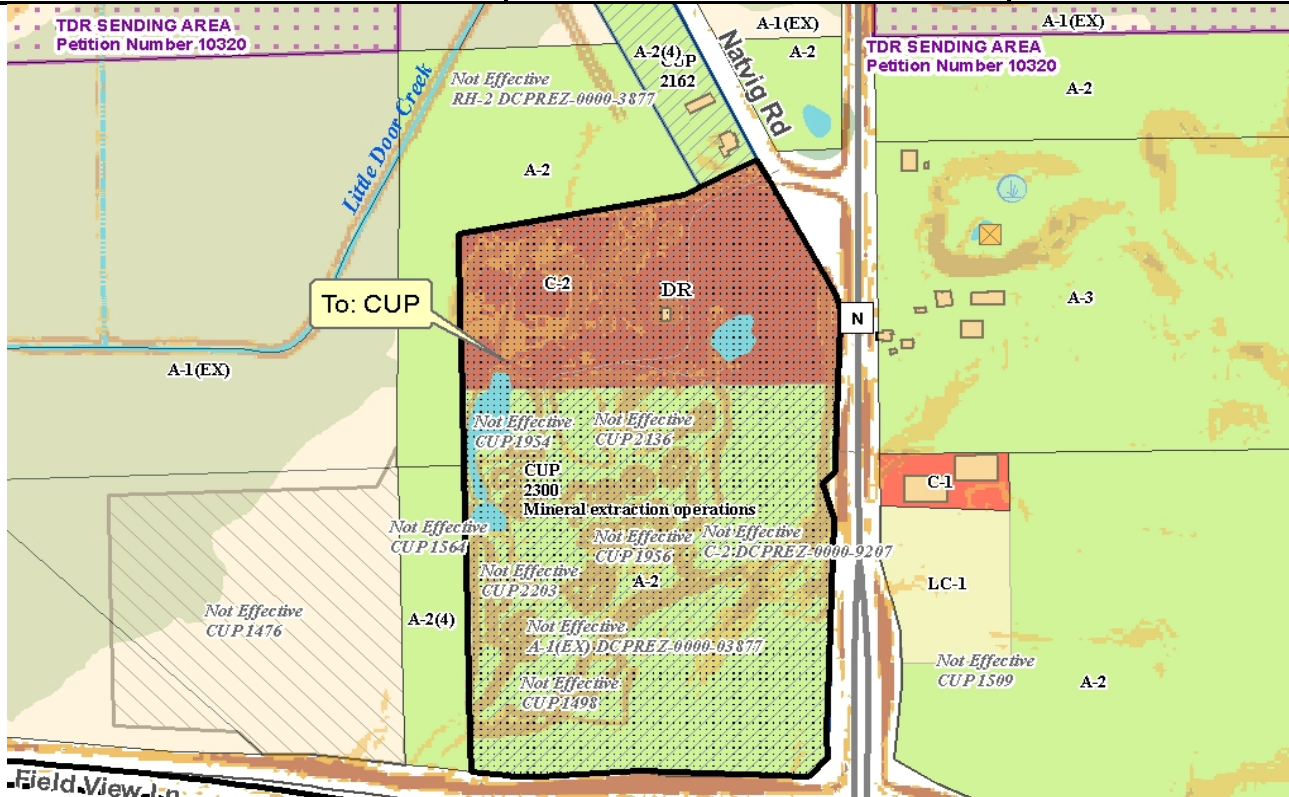 TDR SENDING AREA
Petition Number 10320
A-1(EX)
A-1(EX)
TDR SENDING AREA
Petition Number 10320
Natvig Rd
A-2(4)
CUP
2162
A-2
Not Effective
RH-2 DCPREZ-0000-3877
A-2
Little Door Creek
A-2
C-2
DR
To: CUP
N
A-3
A-1(EX)
Not Effective
CUP 1954
Not Effective
CUP 2136
CUP
2300
Mineral extraction operations
C-1
Not Effective
CUP 1564
Not Effective
CUP 1956
Not Effective
C-2 DCPREZ-0000-9207
Not Effective
CUP 2203
A-2
LC-1
Not Effective
CUP 1476
A-2(4)
Not Effective
A-1(EX) DCPREZ-0000-03877
Not Effective
CUP 1509
A-2
Not Effective
CUP 1498
Field View Ln